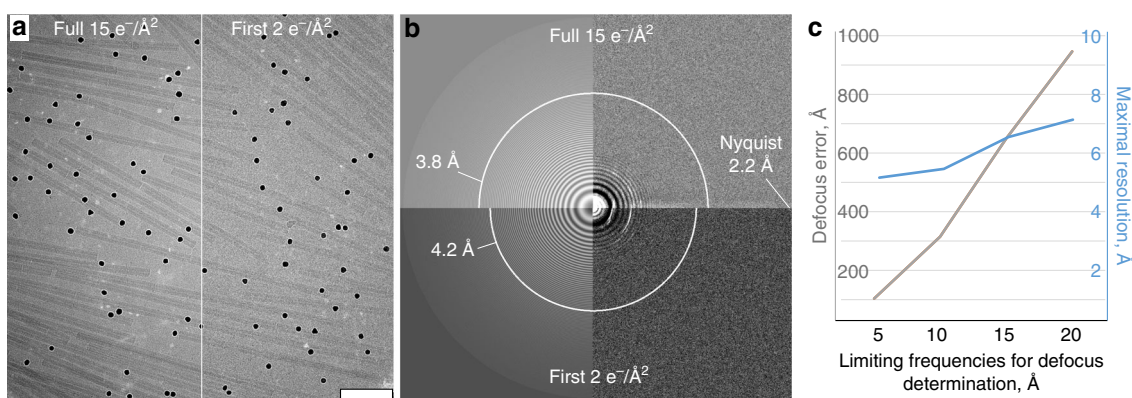 a
Full 15 e⁻/Å²
First 2 e⁻/Å²
b
Full 15 e⁻/Å²
3.8 Å
4.2 Å
Nyquist
2.2 Å
First 2 e⁻/Å²
c
Defocus error, Å
1000
800
600
400
200
10
8
6
4
2
Maximal resolution, Å
5 10 15 20
Limiting frequencies for defocus
determination, Å